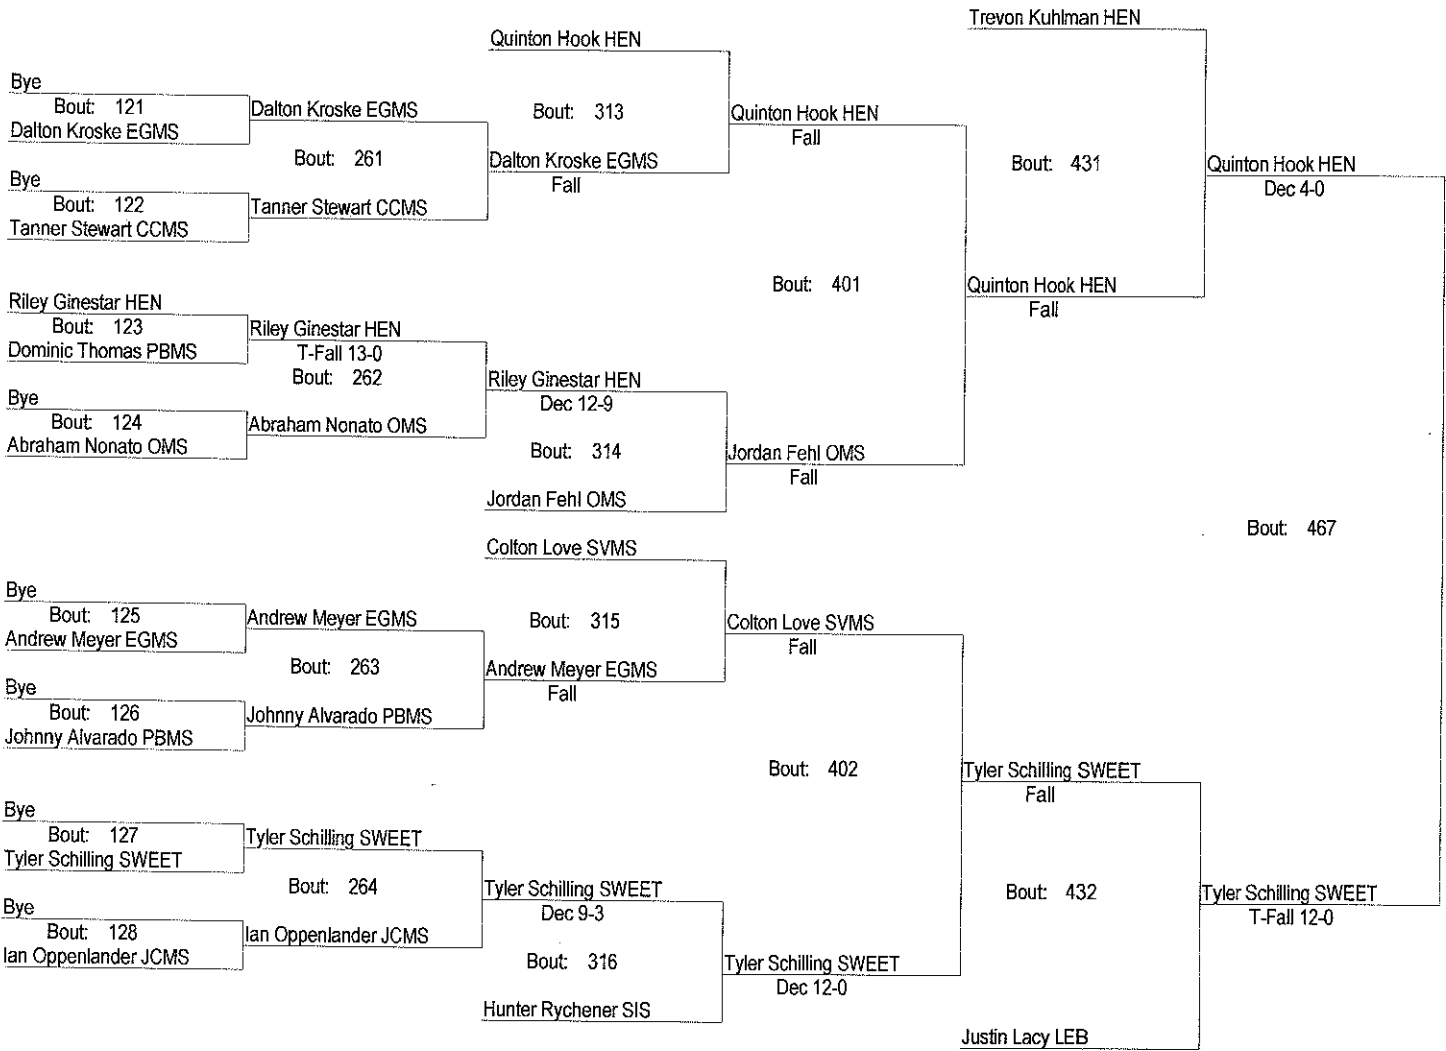 Trevon Kuhlman HEN
Quinton Hook HEN
Bye
Bout: 121
Dalton Kroske EGMS
Dalton Kroske EGMS
Bout: 313
Quinton Hook HEN
Fall
Bout: 261
Dalton Kroske EGMS
Fall
Bout: 431
Quinton Hook HEN
Dec 4-0
Bye
Bout: 122
Tanner Stewart CCMS
Tanner Stewart CCMS
Bout: 401
Quinton Hook HEN
Fall
Riley Ginestar HEN
Bout: 123
Dominic Thomas PBMS
Riley Ginestar HEN
T-Fall 13-0
Bout: 262
Riley Ginestar HEN
Dec 12-9
Bye
Bout: 124
Abraham Nonato OMS
Abraham Nonato OMS
Bout: 314
Jordan Fehl OMS
Fall
Jordan Fehl OMS
Bout: 467
Colton Love SVMS
Bye
Bout: 125
Andrew Meyer EGMS
Andrew Meyer EGMS
Bout: 315
Colton Love SVMS
Fall
Bout: 263
Andrew Meyer EGMS
Fall
Bye
Bout: 126
Johnny Alvarado PBMS
Johnny Alvarado PBMS
Bout: 402
Tyler Schilling SWEET
Fall
Bye
Bout: 127
Tyler Schilling SWEET
Tyler Schilling SWEET
Bout: 264
Tyler Schilling SWEET
Dec 9-3
Bout: 432
Tyler Schilling SWEET
T-Fall 12-0
Bye
Bout: 128
Ian Oppenlander JCMS
Ian Oppenlander JCMS
Bout: 316
Tyler Schilling SWEET
Dec 12-0
Hunter Rychener SIS
Justin Lacy LEB